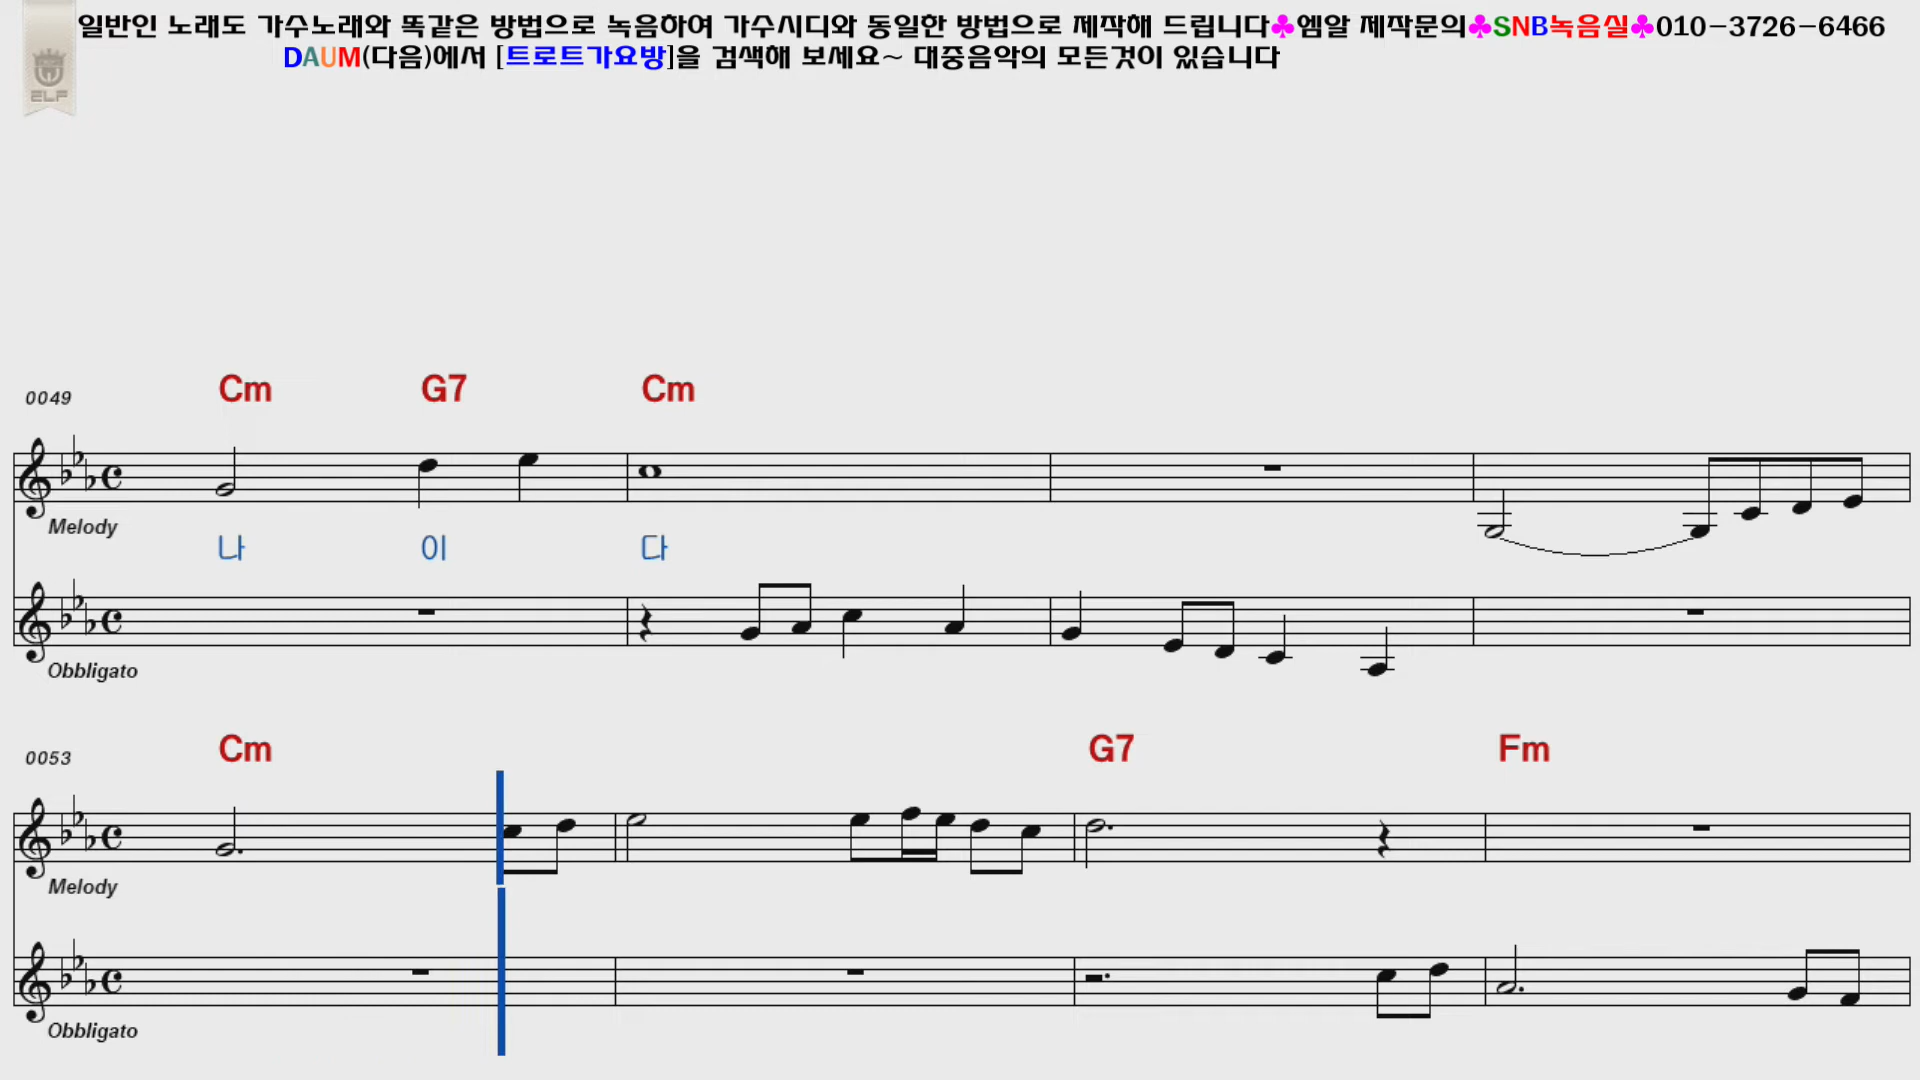 일반인 노래도 가수노래와 똑같은 방법으로 녹음하여 가수시디와 동일한 방법으로 제작해 드립니다♣엠알 제작문의♣SNB녹음실♣010-3726-6466
DAUM(다음)에서 [트로트가요방]을 검색해 보세요~ 대중음악의 모든것이 있습니다
ELF
0049 Cm G7 Cm
Melody
나 이 다
Obbligato
0053 Cm G7 Fm
Melody
Obbligato